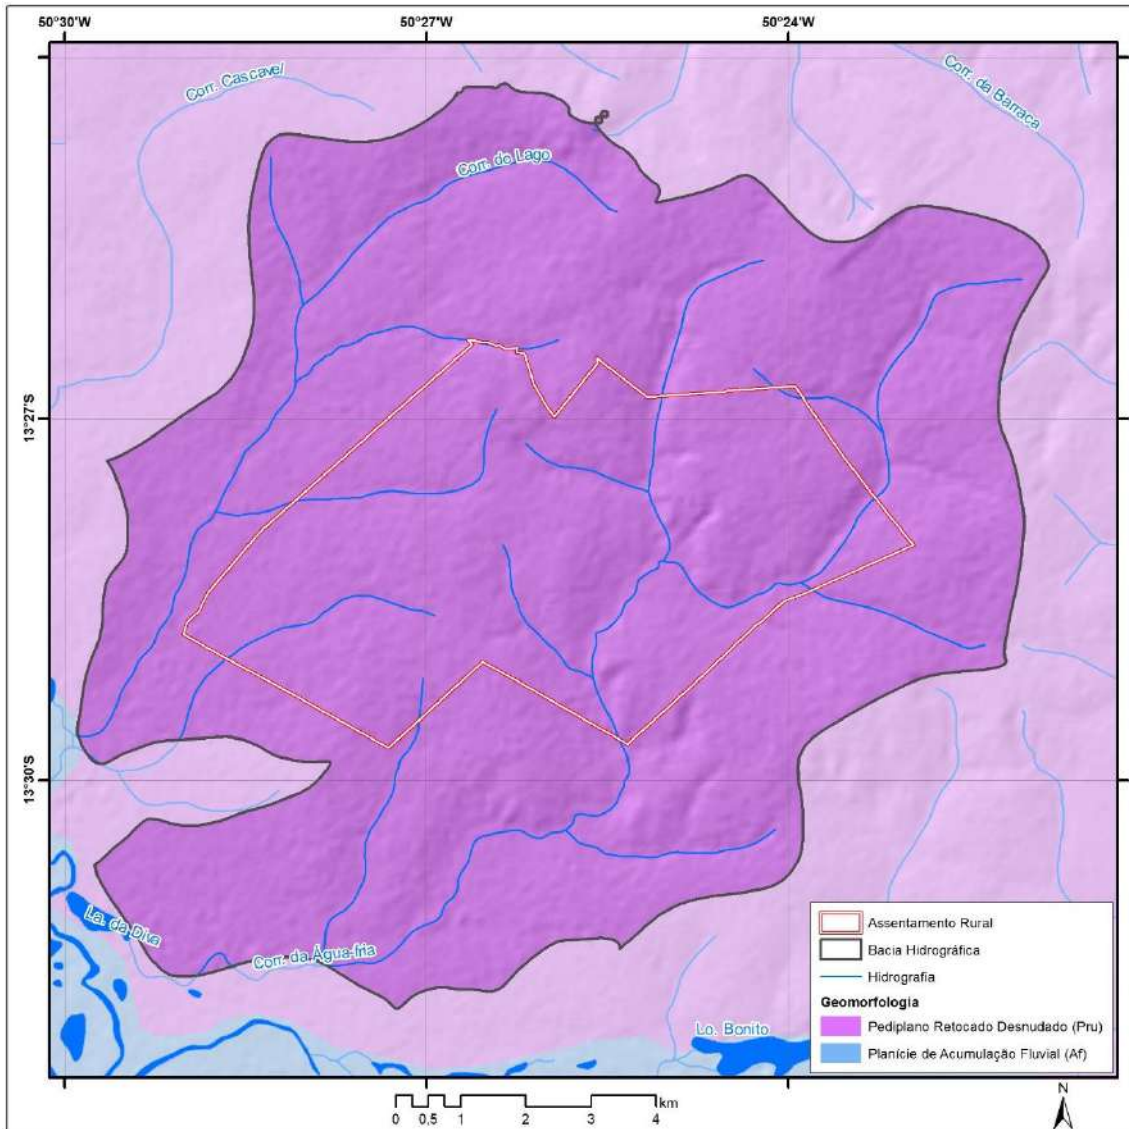 50°30'W
50°27'W
50°24'W
Corr. Cascavel
Corr. da Barraca
Corr. do Lago
13°27'S
13°30'S
La. da Diva
Corr. da Água-fria
Lo. Bonito
Assentamento Rural
Bacia Hidrográfica
Hidrografia
Geomorfologia
Pediplano Retocado Desnudado (Pru)
Planície de Acumulação Fluvial (Af)
km
0 0,5 1 2 3 4
N